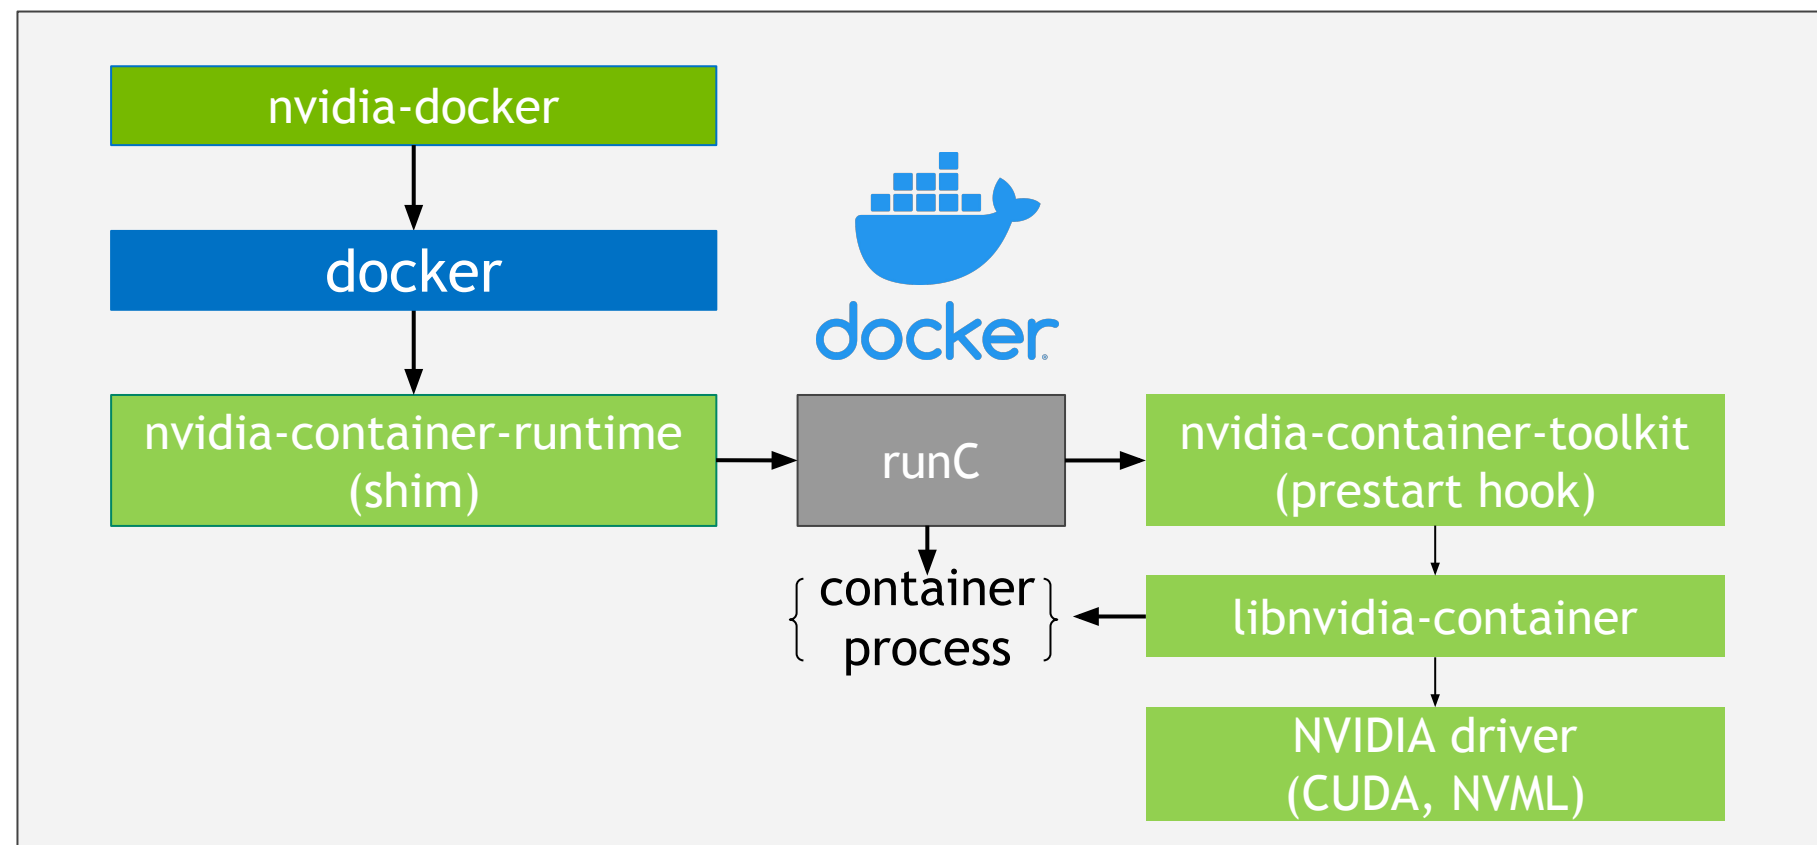 nvidia-docker
docker
docker
nvidia-container-runtime
(shim)
runC
nvidia-container-toolkit
(prestart hook)
container
process
libnvidia-container
NVIDIA driver
(CUDA, NVML)